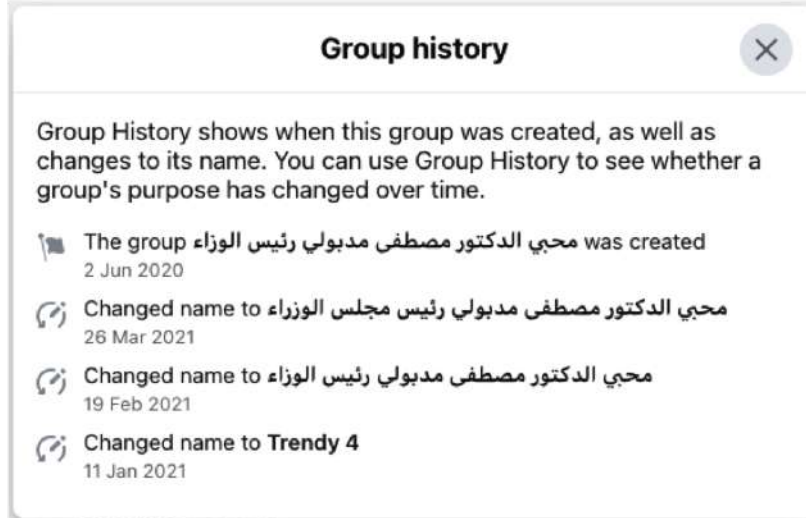 Group history
Group History shows when this group was created, as well as
changes to its name. You can use Group History to see whether a
group's purpose has changed over time.
The group محبي الدكتور مصطفى مدبولي رئيس الوزاء was created
2 Jun 2020
Changed name to محبي الدكتور مصطفى مدبولي رئيس مجلس الوزراء
26 Mar 2021
Changed name to محبي الدكتور مصطفى مدبولي رئيس الوزاء
19 Feb 2021
Changed name to Trendy 4
11 Jan 2021